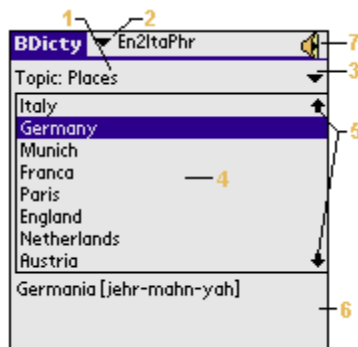 1 2
BDicty En2ItaPhr 7
Topic: Places 3
Italy
Germany 5
Munich
Franca 4
Paris
England
Netherlands
Austria
Germania [jehr-mahn-yah]
6